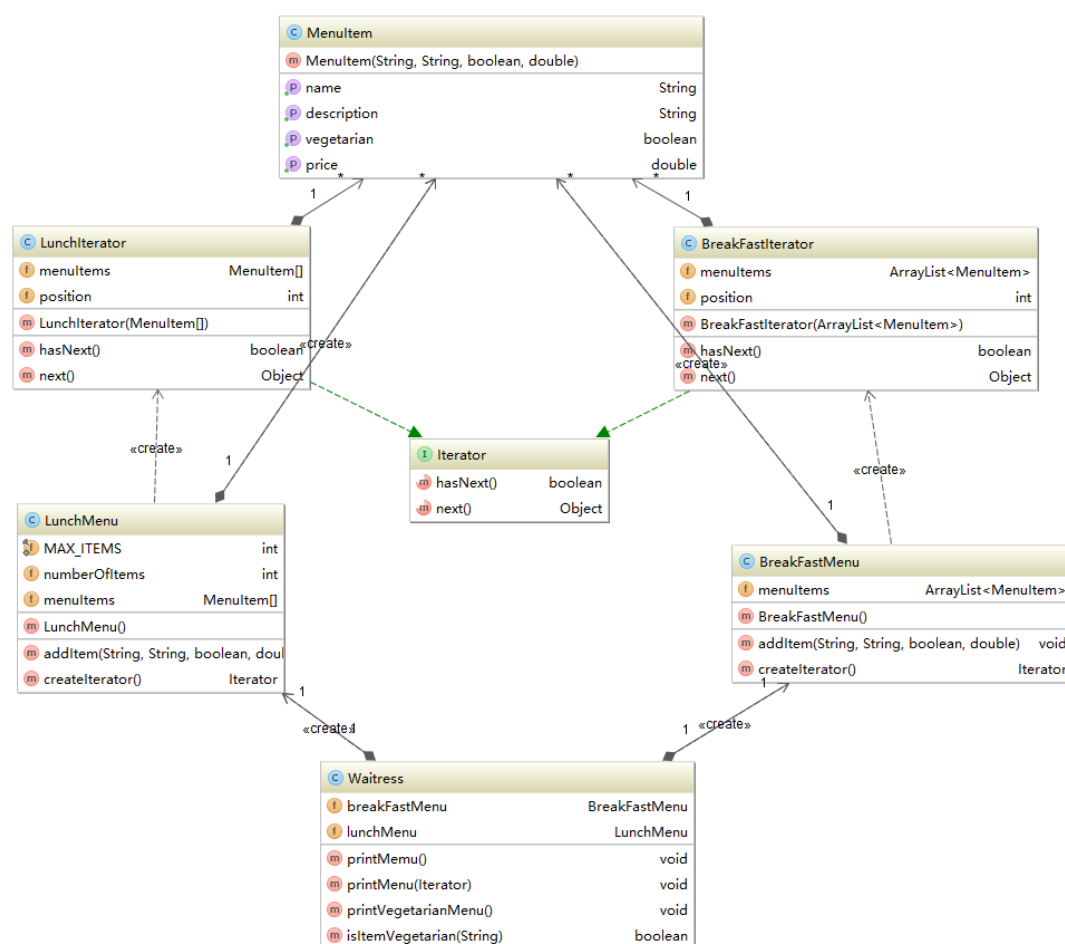 MenuItem
MenuItem(String, String, boolean, double)
name String
description String
vegetarian boolean
price double
* * * *
1 1
LunchIterator
menuItems MenuItem[]
position int
LunchIterator(MenuItem[])
hasNext() boolean
next() Object
BreakFastIterator
menuItems ArrayList<MenuItem>
position int
BreakFastIterator(ArrayList<MenuItem>)
hasNext() boolean
next() Object
«create»
«create»
Iterator
hasNext() boolean
next() Object
«create»
1
«create»
1
LunchMenu
MAX_ITEMS int
numberOfItems int
menuItems MenuItem[]
LunchMenu()
addItem(String, String, boolean, doul
createIterator() Iterator
BreakFastMenu
menuItems ArrayList<MenuItem>
BreakFastMenu()
addItem(String, String, boolean, double) void
createIterator() Iterator
1
«create»
1
1
«create»
1
Waitress
breakFastMenu BreakFastMenu
lunchMenu LunchMenu
printMemu() void
printMenu(Iterator) void
printVegetarianMenu() void
isItemVegetarian(String) boolean